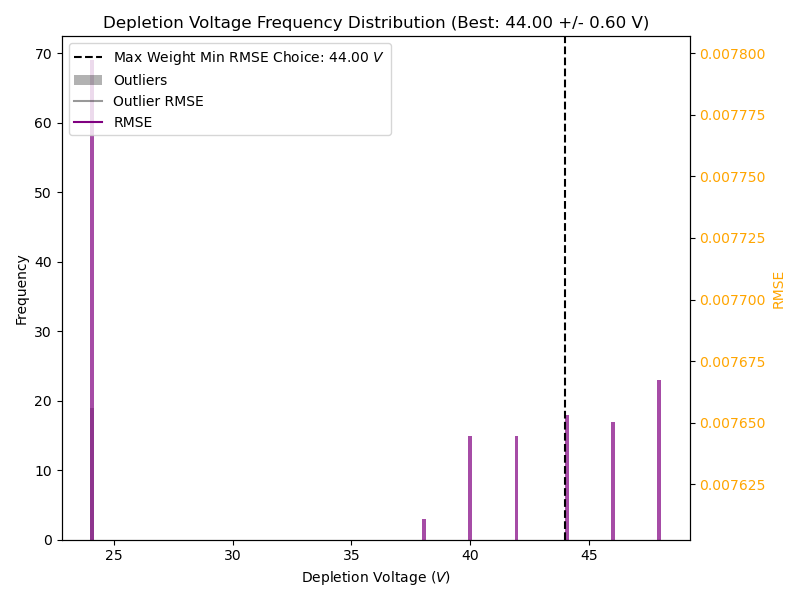 Depletion Voltage Frequency Distribution (Best: 44.00 +/- 0.60 V)
Max Weight Min RMSE Choice: 44.00 V
Outliers
Outlier RMSE
RMSE
70
60
50
40
30
20
10
0
Frequency
0.007800
0.007775
0.007750
0.007725
0.007700
0.007675
0.007650
0.007625
RMSE
25
30
35
40
45
Depletion Voltage (V)